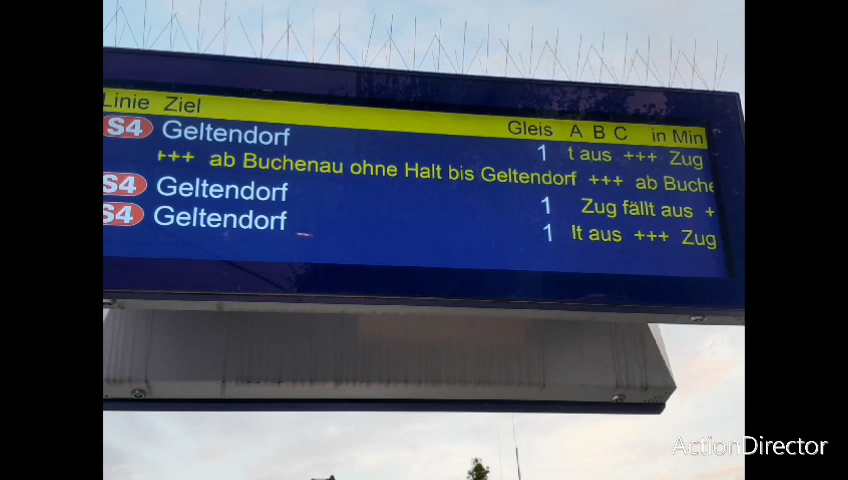 Linie Ziel Gleis A B C in Min
S4 Geltendorf 1 t aus +++ Zug
+++ ab Buchenau ohne Halt bis Geltendorf +++ ab Buche
S4 Geltendorf 1 Zug fällt aus +
S4 Geltendorf 1 lt aus +++ Zug
ActionDirector